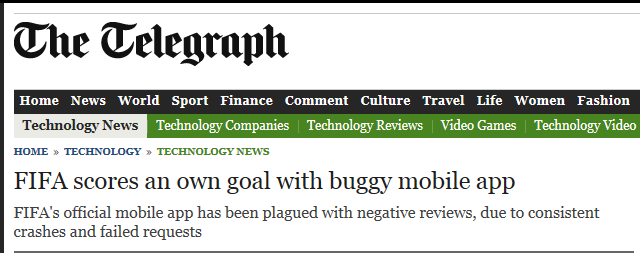 The Telegraph
Home News World Sport Finance Comment Culture Travel Life Women Fashion
Technology News Technology Companies Technology Reviews Video Games Technology Video
HOME » TECHNOLOGY » TECHNOLOGY NEWS
FIFA scores an own goal with buggy mobile app
FIFA's official mobile app has been plagued with negative reviews, due to consistent
crashes and failed requests